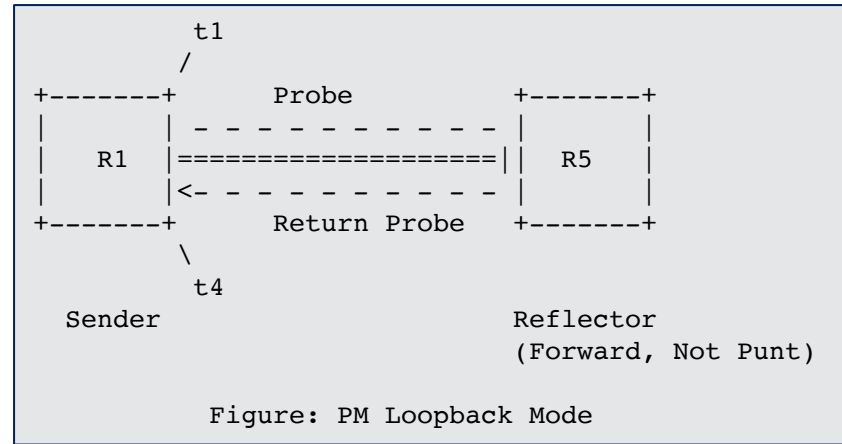 t1
Probe
R1 R5
Return Probe
t4
Sender Reflector
(Forward, Not Punt)
Figure: PM Loopback Mode